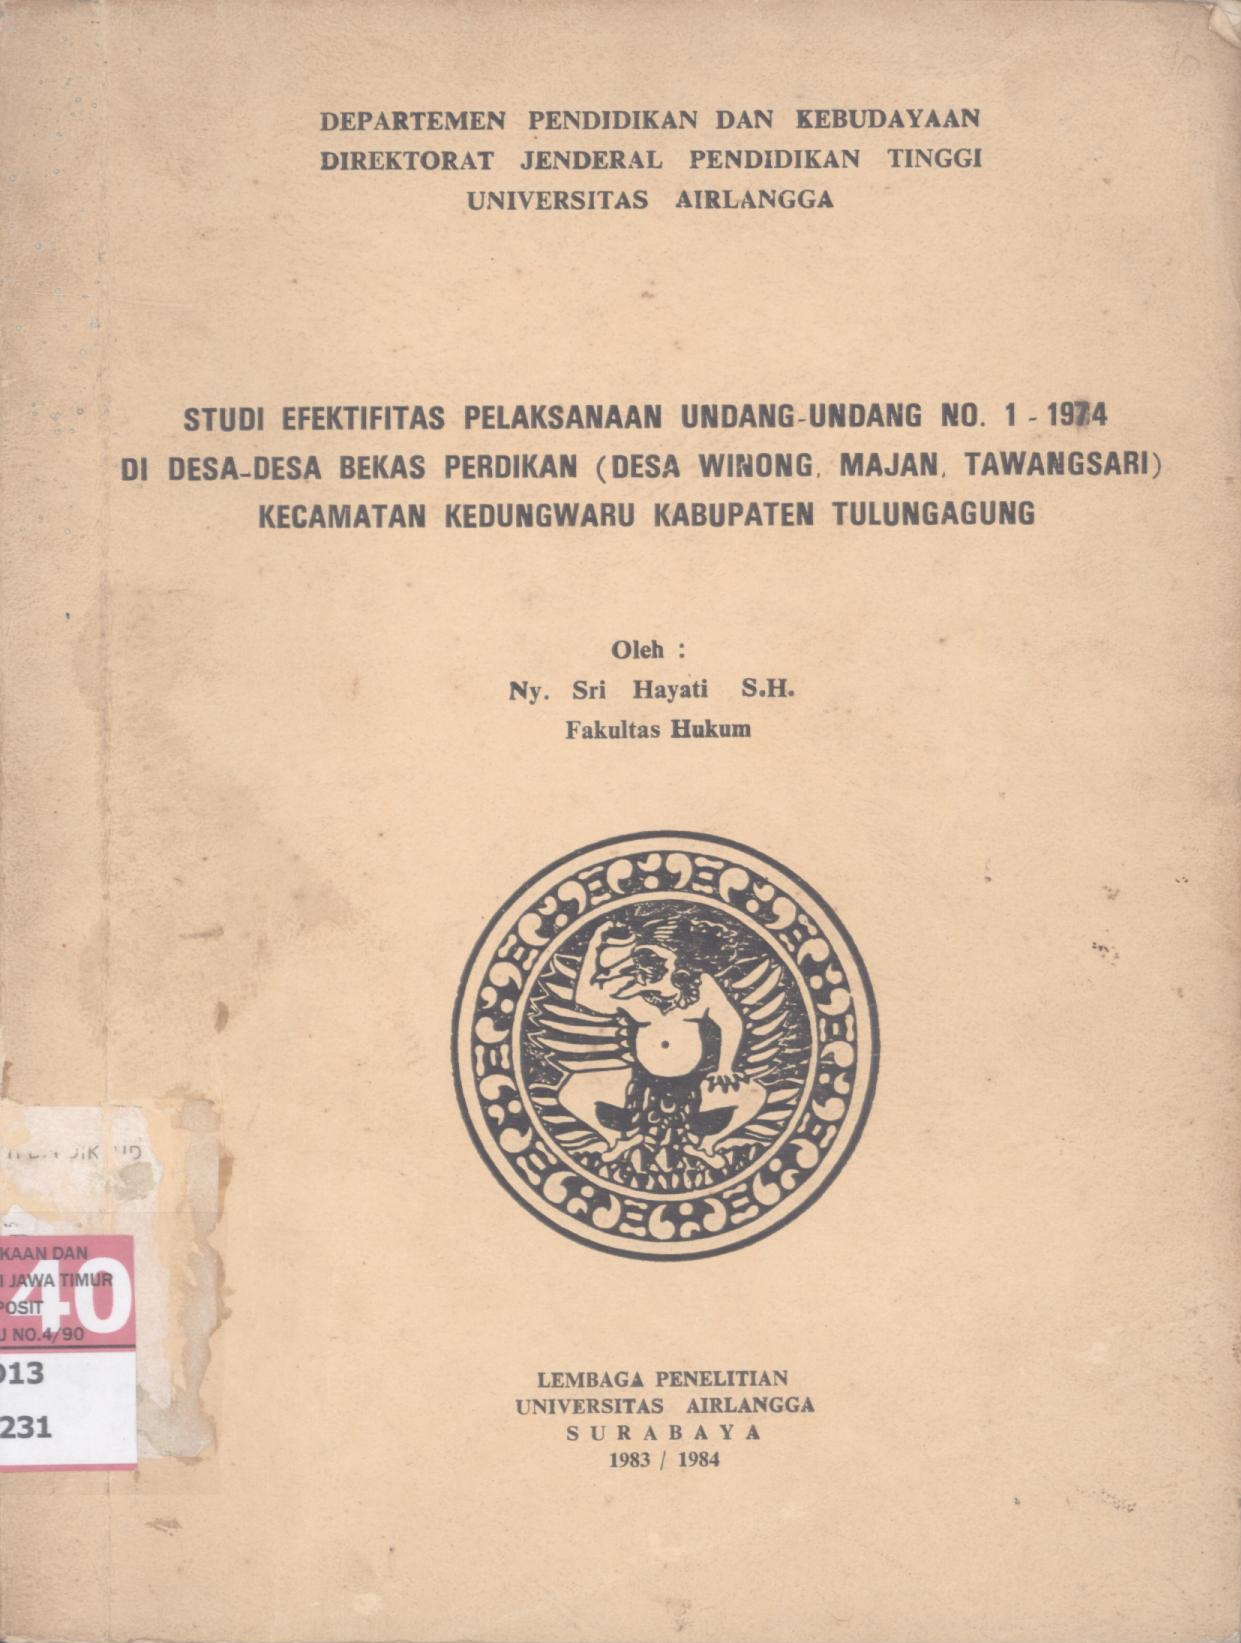 DEPARTEMEN PENDIDIKAN DAN KEBUDAYAAN
DIREKTORAT JENDERAL PENDIDIKAN TINGGI
UNIVERSITAS AIRLANGGA
STUDI EFEKTIFITAS PELAKSANAAN UNDANG-UNDANG NO. 1 - 1974
DI DESA-DESA BEKAS PERDIKAN (DESA WINONG, MAJAN, TAWANGSARI)
KECAMATAN KEDUNGWARU KABUPATEN TULUNGAGUNG
Oleh :
Ny. Sri Hayati S.H.
Fakultas Hukum
KAAN DAN
I JAWA TIMUR
POSIT
U NO.4/90
40
013
231
LEMBAGA PENELITIAN
UNIVERSITAS AIRLANGGA
SURABAYA
1983 / 1984